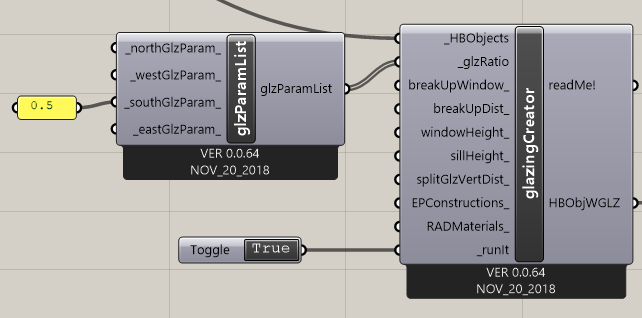 0.5
_northGlzParam_
_westGlzParam_
_southGlzParam_
_eastGlzParam_
glzParamList
glzParamList
VER 0.0.64
NOV_20_2018
Toggle True
_HBObjects
_glzRatio
breakUpWindow_
breakUpDist_
windowHeight_
sillHeight_
splitGlzVertDist_
EPConstructions_
RADMaterials_
_runIt
glazingCreator
readMe!
HBObjWGLZ
VER 0.0.64
NOV_20_2018